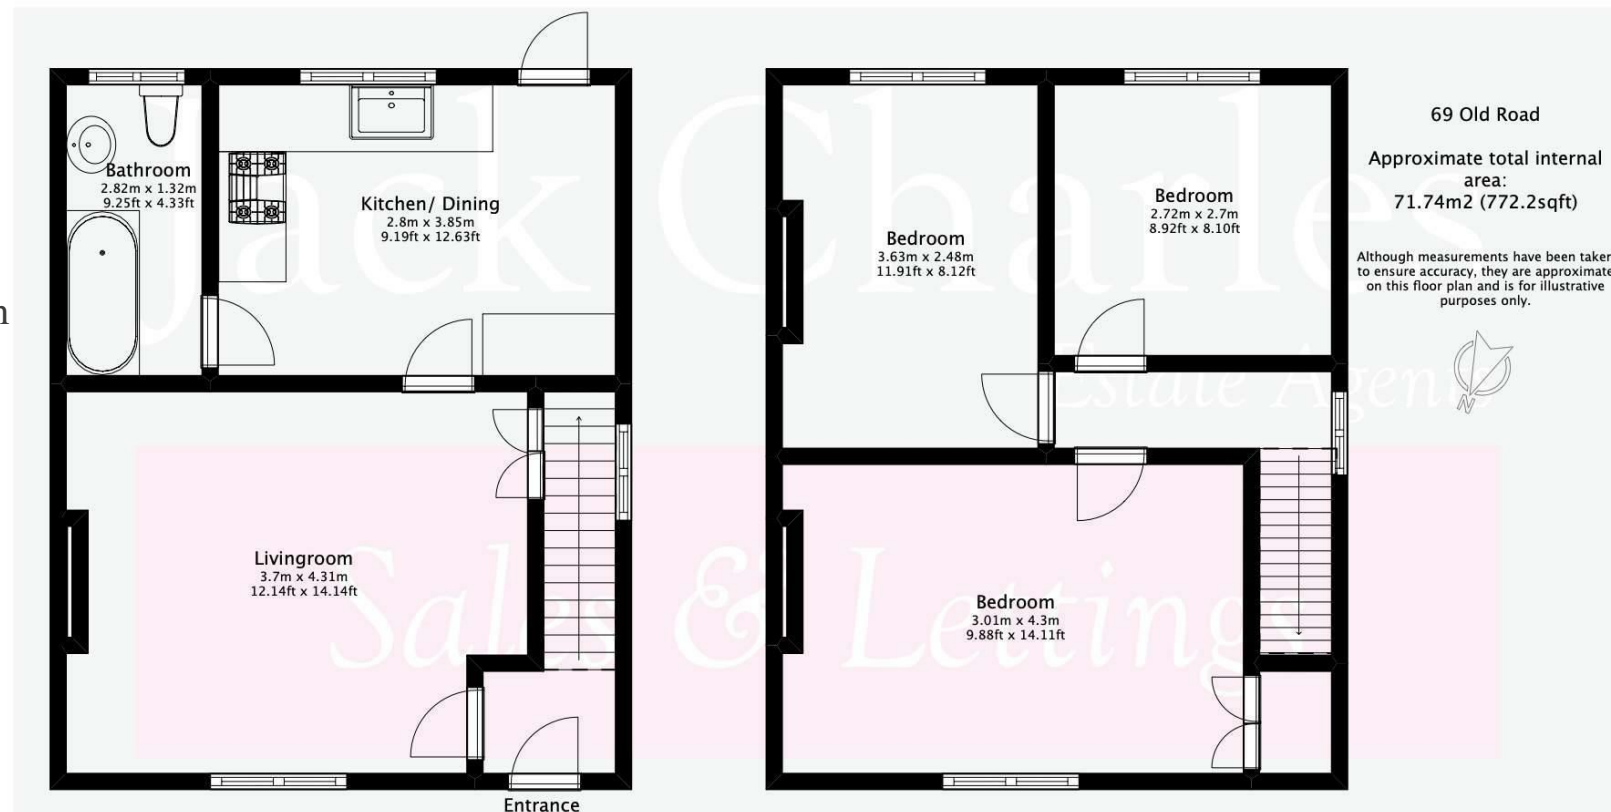 n
Bathroom
2.82m x 1.32m
9.25ft x 4.33ft
Kitchen/ Dining
2.8m x 3.85m
9.19ft x 12.63ft
Livingroom
3.7m x 4.31m
12.14ft x 14.14ft
Entrance
Bedroom
3.63m x 2.48m
11.91ft x 8.12ft
Bedroom
2.72m x 2.7m
8.92ft x 8.10ft
Bedroom
3.01m x 4.3m
9.88ft x 14.11ft
69 Old Road
Approximate total internal
area:
71.74m2 (772.2sqft)
Although measurements have been taken
to ensure accuracy, they are approximate
on this floor plan and is for illustrative
purposes only.
N
Jack Charles
Estate Agents
Sales & Lettings